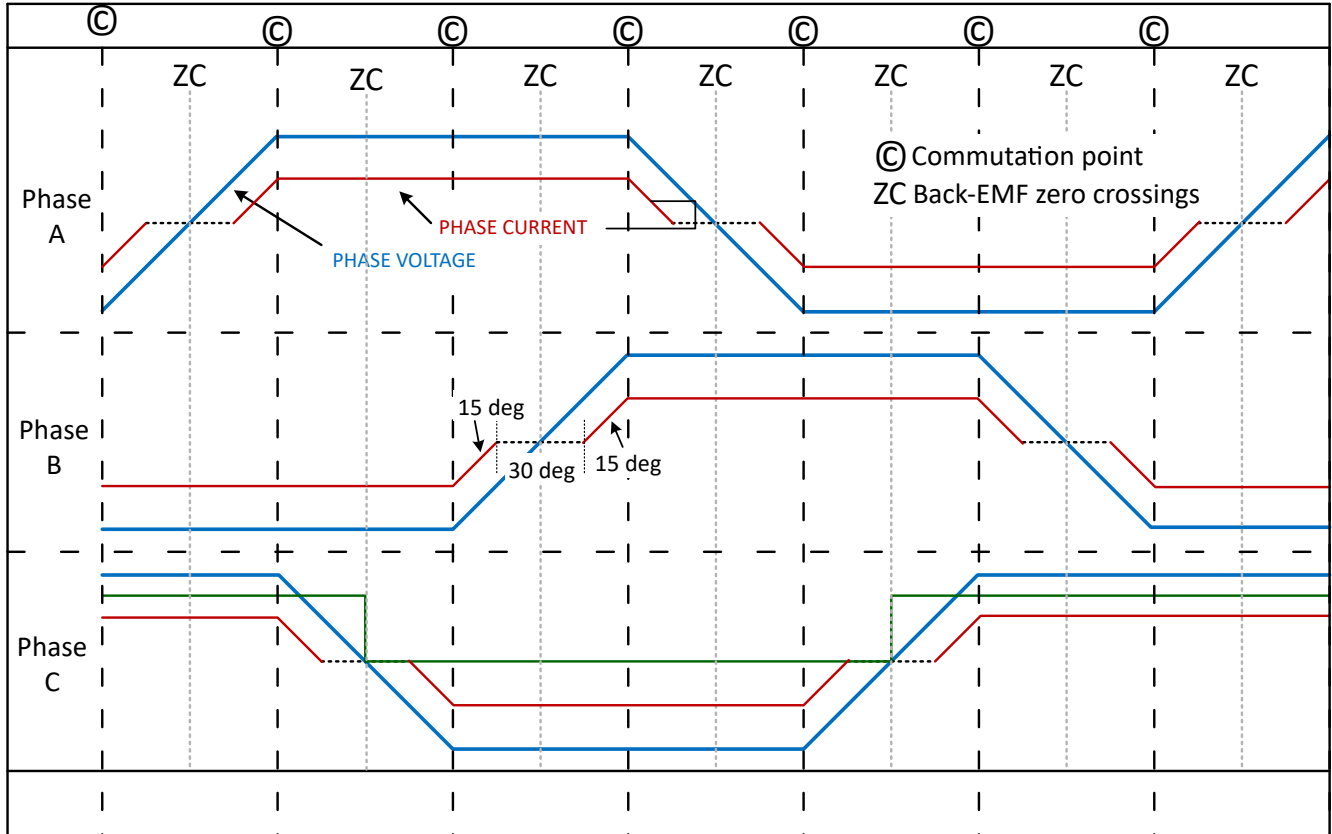 © © © © © © ©
ZC ZC ZC ZC ZC ZC ZC
© Commutation point
ZC Back-EMF zero crossings
Phase
A
PHASE CURRENT
PHASE VOLTAGE
15 deg
Phase
B
30 deg 15 deg
Phase
C